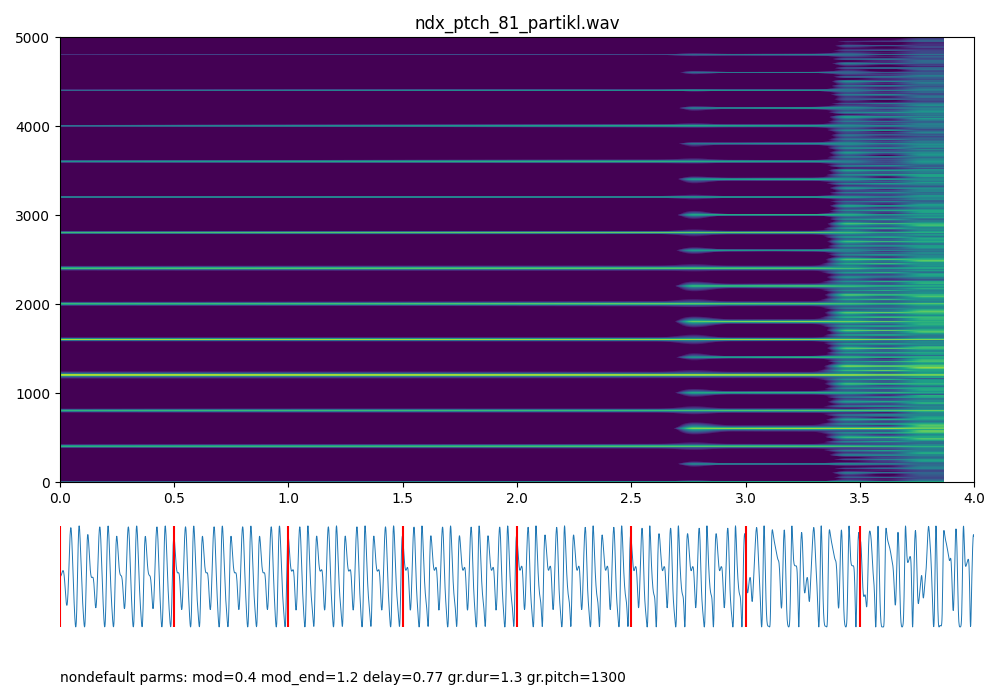 ndx_ptch_81_partikl.wav
5000
4000
3000
2000
1000
0
0.0 0.5 1.0 1.5 2.0 2.5 3.0 3.5 4.0
nondefault parms: mod=0.4 mod_end=1.2 delay=0.77 gr.dur=1.3 gr.pitch=1300